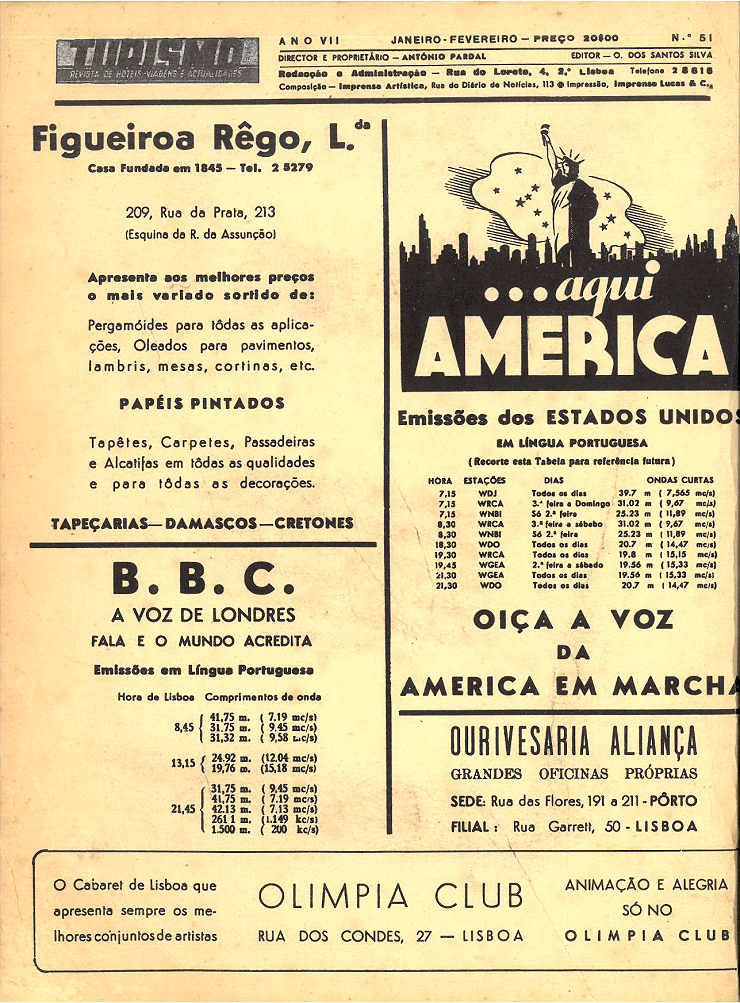 TURISMO
REVISTA DE HOTEIS-VIAGENS E ACTUALIDADES
ANO VII JANEIRO-FEVEREIRO — PREÇO 20$00 N.º 51
DIRECTOR E PROPRIETÁRIO — ANTÓNIO PARDAL EDITOR — O. DOS SANTOS SILVA
Redacção e Administração — Rua do Loreto, 4, 2.º Lisboa Telefone 28616
Composição — Imprensa Artística, Rua do Diário de Notícias, 113 Impressão, Imprensa Lucas & C.ia
Figueiroa Rêgo, L.da
Casa Fundada em 1845 — Tel. 2 5279
209, Rua da Prata, 213
(Esquina da R. da Assunção)
Apresenta aos melhores preços
o mais variado sortido de:
Pergamóides para tôdas as aplica-
ções, Oleados para pavimentos,
lambris, mesas, cortinas, etc.
PAPÉIS PINTADOS
Tapêtes, Carpetes, Passadeiras
e Alcatifas em tôdas as qualidades
e para tôdas as decorações.
TAPEÇARIAS—DAMASCOS—CRETONES
B. B. C.
A VOZ DE LONDRES
FALA E O MUNDO ACREDITA
Emissões em Língua Portuguesa
Hora de Lisboa Comprimentos de onda
8,45 41,75 m. ( 7.19 mc/s)
31.75 m. ( 9.45 mc/s)
31,32 m. ( 9,58 mc/s)
13,15 24.92 m. (12.04 mc/s)
19,76 m. (15,18 mc/s)
21,45 31,75 m. ( 9,45 mc/s)
41,75 m. ( 7.19 mc/s)
42.13 m. ( 7.13 mc/s)
261 1 m. (1.149 kc/s)
1.500 m. ( 200 kc/s)
...aqui
AMERICA
Emissões dos ESTADOS UNIDOS
EM LÍNGUA PORTUGUESA
(Recorte esta Tabela para referência futura)
HORA ESTAÇÕES DIAS ONDAS CURTAS
7,15 WDJ Todos os dias 39.7 m ( 7,565 mc/s)
7,15 WRCA 3.ª feira a Domingo 31.02 m ( 9,67 mc/s)
7,15 WNBI Só 2.ª feira 25.23 m ( 11,89 mc/s)
8,30 WRCA 3.ª feira a sábado 31.02 m ( 9,67 mc/s)
8,30 WNBI Só 2.ª feira 25.23 m ( 11,89 mc/s)
18,30 WDO Todos os dias 20.7 m ( 14,47 mc/s)
19,30 WRCA Todos os dias 19.8 m ( 15,15 mc/s)
19,45 WGEA 2.ª feira a sábado 19.56 m ( 15,33 mc/s)
21,30 WGEA Todos os dias 19.56 m ( 15,33 mc/s)
21,30 WDO Todos os dias 20.7 m ( 14,47 mc/s)
OIÇA A VOZ
DA
AMERICA EM MARCHA
OURIVESARIA ALIANÇA
GRANDES OFICINAS PRÓPRIAS
SEDE: Rua das Flores, 191 a 211 - PÔRTO
FILIAL : Rua Garrett, 50 - LISBOA
O Cabaret de Lisboa que
apresenta sempre os me-
lhores conjuntos de artistas
OLIMPIA CLUB
RUA DOS CONDES, 27 — LISBOA
ANIMAÇÃO E ALEGRIA
SÓ NO
OLIMPIA CLUB